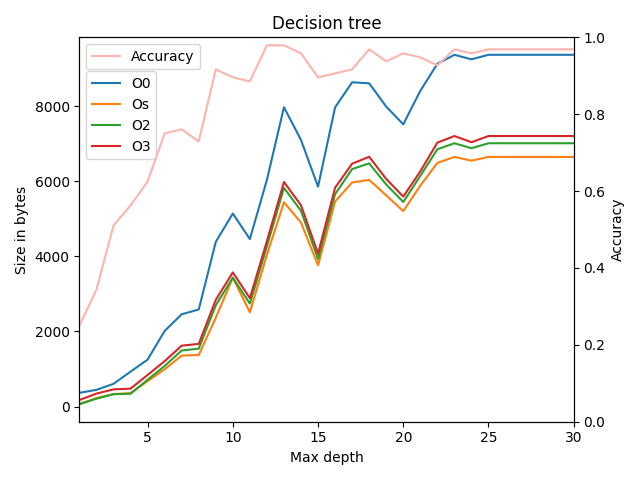 Decision tree
Accuracy
O0
Os
O2
O3
Size in bytes
8000
6000
4000
2000
0
1.0
0.8
0.6
0.4
0.2
0.0
Accuracy
5 10 15 20 25 30
Max depth